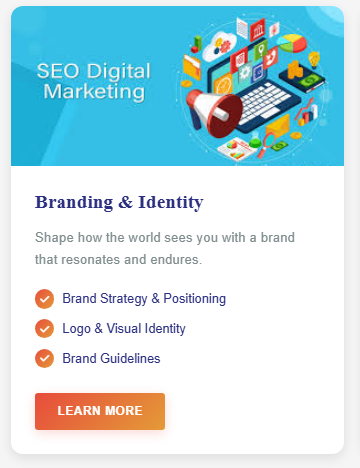 SEO Digital
Marketing
Branding & Identity
Shape how the world sees you with a brand
that resonates and endures.
Brand Strategy & Positioning
Logo & Visual Identity
Brand Guidelines
LEARN MORE